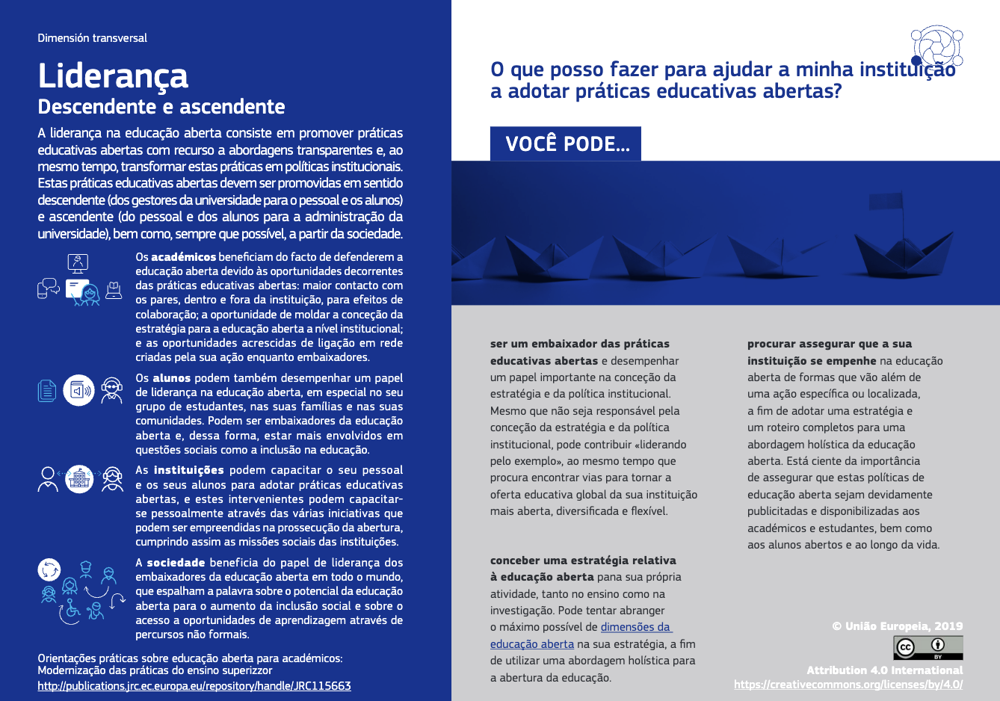 Dimensión transversal
Liderança
Descendente e ascendente
A liderança na educação aberta consiste em promover práticas
educativas abertas com recurso a abordagens transparentes e, ao
mesmo tempo, transformar estas práticas em políticas institucionais.
Estas práticas educativas abertas devem ser promovidas em sentido
descendente (dos gestores da universidade para o pessoal e os alunos)
e ascendente (do pessoal e dos alunos para a administração da
universidade), bem como, sempre que possível, a partir da sociedade.
Os académicos beneficiam do facto de defenderem a
educação aberta devido às oportunidades decorrentes
das práticas educativas abertas: maior contacto com
os pares, dentro e fora da instituição, para efeitos de
colaboração; a oportunidade de moldar a conceção da
estratégia para a educação aberta a nível institucional;
e as oportunidades acrescidas de ligação em rede
criadas pela sua ação enquanto embaixadores.
Os alunos podem também desempenhar um papel
de liderança na educação aberta, em especial no seu
grupo de estudantes, nas suas famílias e nas suas
comunidades. Podem ser embaixadores da educação
aberta e, dessa forma, estar mais envolvidos em
questões sociais como a inclusão na educação.
As instituições podem capacitar o seu pessoal
e os seus alunos para adotar práticas educativas
abertas, e estes intervenientes podem capacitar-
se pessoalmente através das várias iniciativas que
podem ser empreendidas na prossecução da abertura,
cumprindo assim as missões sociais das instituições.
A sociedade beneficia do papel de liderança dos
embaixadores da educação aberta em todo o mundo,
que espalham a palavra sobre o potencial da educação
aberta para o aumento da inclusão social e sobre o
acesso a oportunidades de aprendizagem através de
percursos não formais.
Orientações práticas sobre educação aberta para académicos:
Modernização das práticas do ensino superizzor
http://publications.jrc.ec.europa.eu/repository/handle/JRC115663
O que posso fazer para ajudar a minha instituição
a adotar práticas educativas abertas?
VOCÊ PODE...
ser um embaixador das práticas
educativas abertas e desempenhar
um papel importante na conceção da
estratégia e da política institucional.
Mesmo que não seja responsável pela
conceção da estratégia e da política
institucional, pode contribuir «liderando
pelo exemplo», ao mesmo tempo que
procura encontrar vias para tornar a
oferta educativa global da sua instituição
mais aberta, diversificada e flexível.
conceber uma estratégia relativa
à educação aberta pana sua própria
atividade, tanto no ensino como na
investigação. Pode tentar abranger
o máximo possível de dimensões da
educação aberta na sua estratégia, a fim
de utilizar uma abordagem holística para
a abertura da educação.
procurar assegurar que a sua
instituição se empenhe na educação
aberta de formas que vão além de
uma ação específica ou localizada,
a fim de adotar uma estratégia e
um roteiro completos para uma
abordagem holística da educação
aberta. Está ciente da importância
de assegurar que estas políticas de
educação aberta sejam devidamente
publicitadas e disponibilizadas aos
académicos e estudantes, bem como
aos alunos abertos e ao longo da vida.
© União Europeia, 2019
CC BY
Attribution 4.0 International
https://creativecommons.org/licenses/by/4.0/